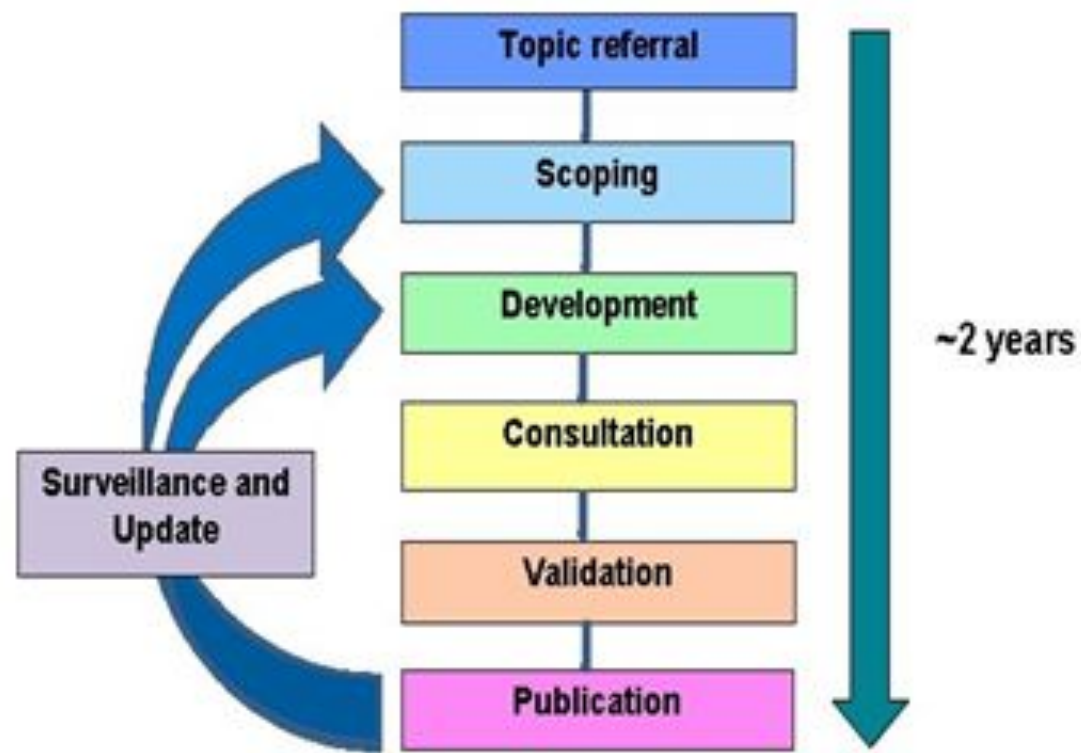 Topic referral
Scoping
Development
~2 years
Consultation
Surveillance and
Update
Validation
Publication